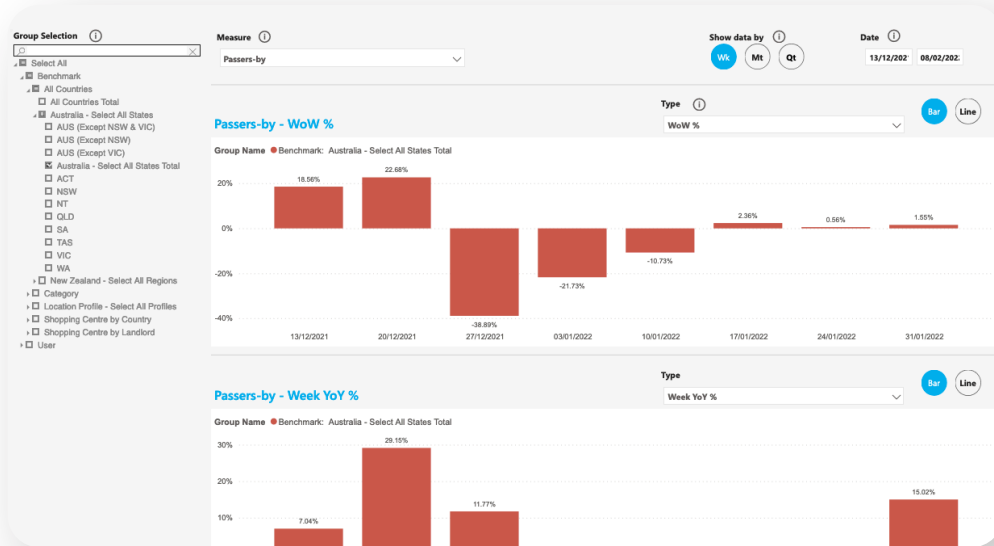 Group Selection
Select All
Benchmark
All Countries
All Countries Total
Australia - Select All States
AUS (Except NSW & VIC)
AUS (Except NSW)
AUS (Except VIC)
Australia - Select All States Total
ACT
NSW
NT
QLD
SA
TAS
VIC
WA
New Zealand - Select All Regions
Category
Location Profile - Select All Profiles
Shopping Centre by Country
Shopping Centre by Landlord
User
Measure
Passers-by
Show data by
Wk Mt Qt
Date
13/12/202 08/02/202
Passers-by - WoW %
Type
WoW %
Bar Line
Group Name Benchmark: Australia - Select All States Total
20%
0%
-20%
-40%
18.56% 22.68% -38.89% -21.73% -10.73% 2.36% 0.56% 1.55%
13/12/2021 20/12/2021 27/12/2021 03/01/2022 10/01/2022 17/01/2022 24/01/2022 31/01/2022
Passers-by - Week YoY %
Type
Week YoY %
Bar Line
Group Name Benchmark: Australia - Select All States Total
30%
20%
10%
7.04% 29.15% 11.77% 15.02%